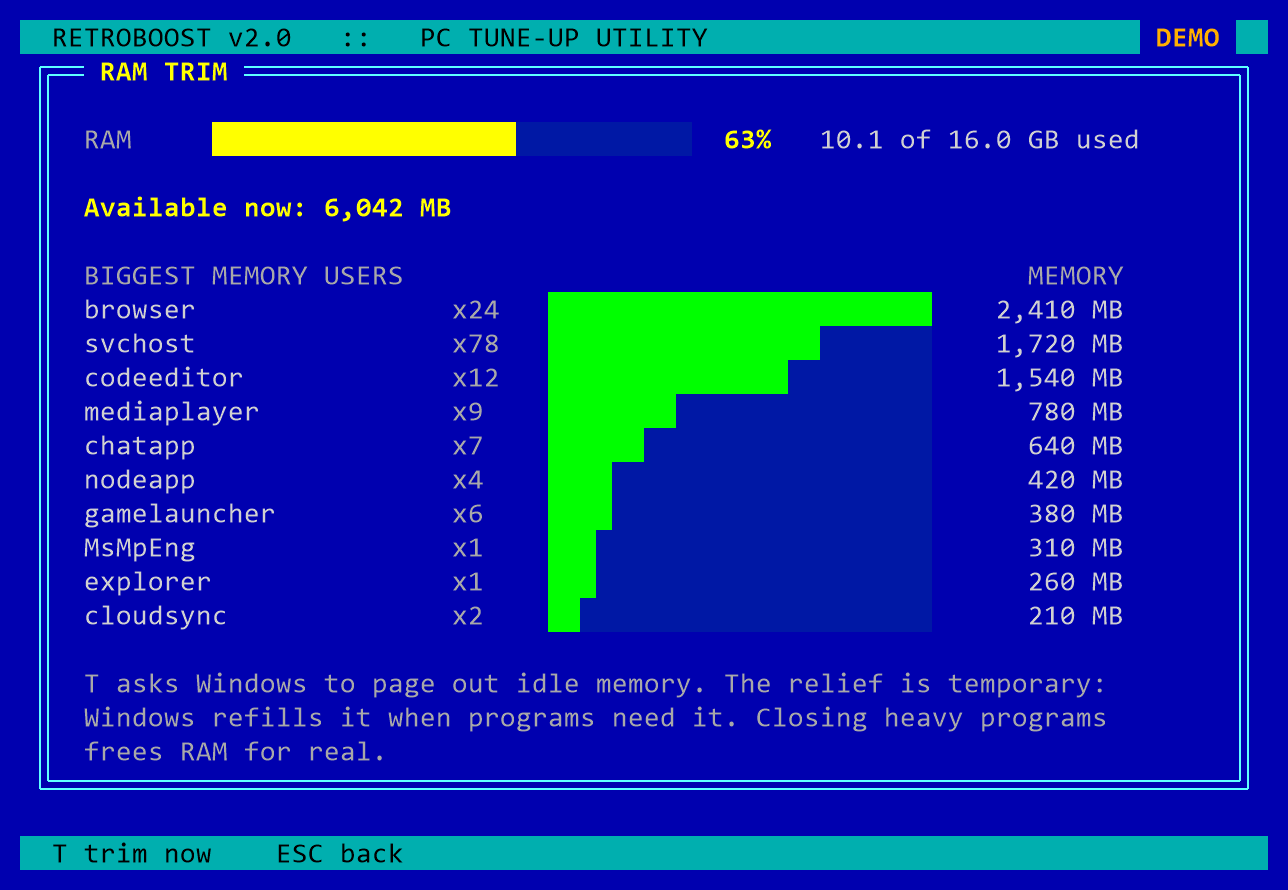 RETROBOOST v2.0 :: PC TUNE-UP UTILITY DEMO
RAM TRIM
RAM 63% 10.1 of 16.0 GB used
Available now: 6,042 MB
BIGGEST MEMORY USERS MEMORY
browser x24 2,410 MB
svchost x78 1,720 MB
codeeditor x12 1,540 MB
mediaplayer x9 780 MB
chatapp x7 640 MB
nodeapp x4 420 MB
gamelauncher x6 380 MB
MsMpEng x1 310 MB
explorer x1 260 MB
cloudsync x2 210 MB
T asks Windows to page out idle memory. The relief is temporary:
Windows refills it when programs need it. Closing heavy programs
frees RAM for real.
T trim now ESC back